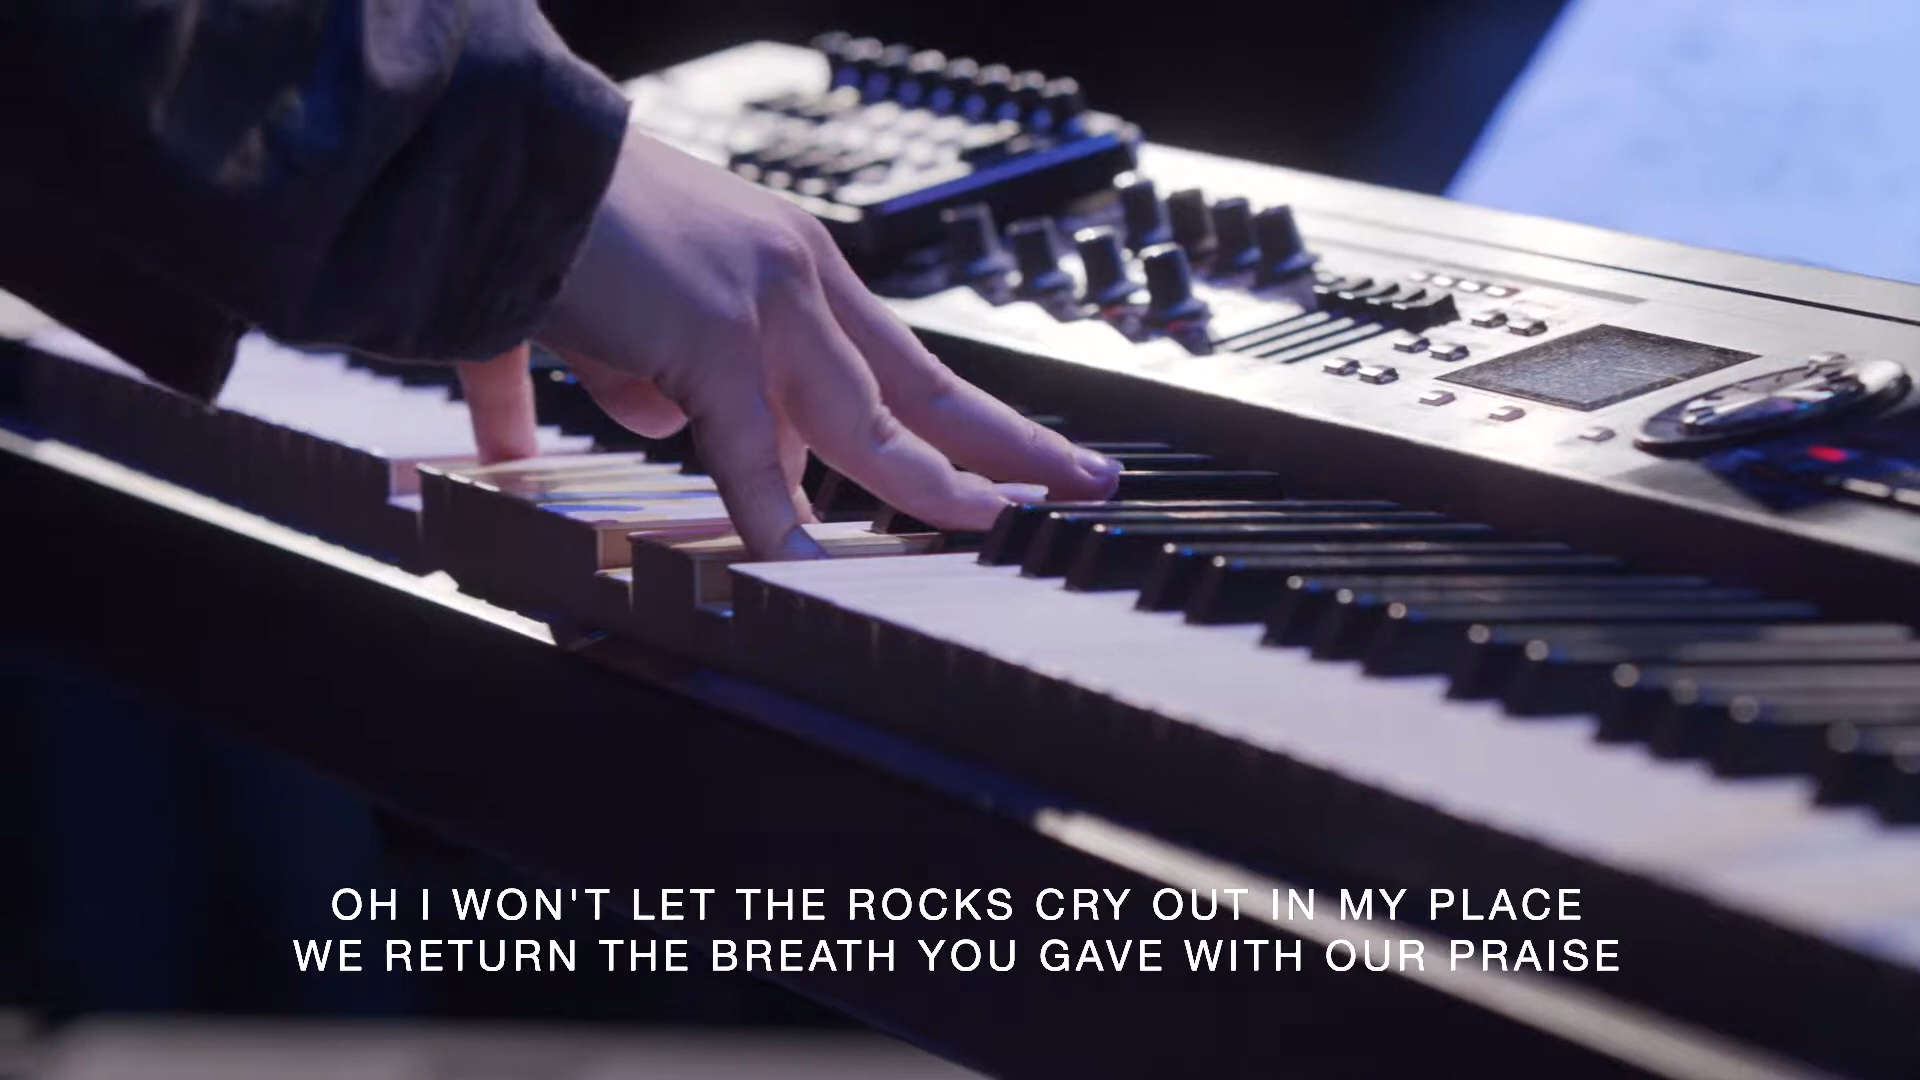 OH I WON'T LET THE ROCKS CRY OUT IN MY PLACE
WE RETURN THE BREATH YOU GAVE WITH OUR PRAISE